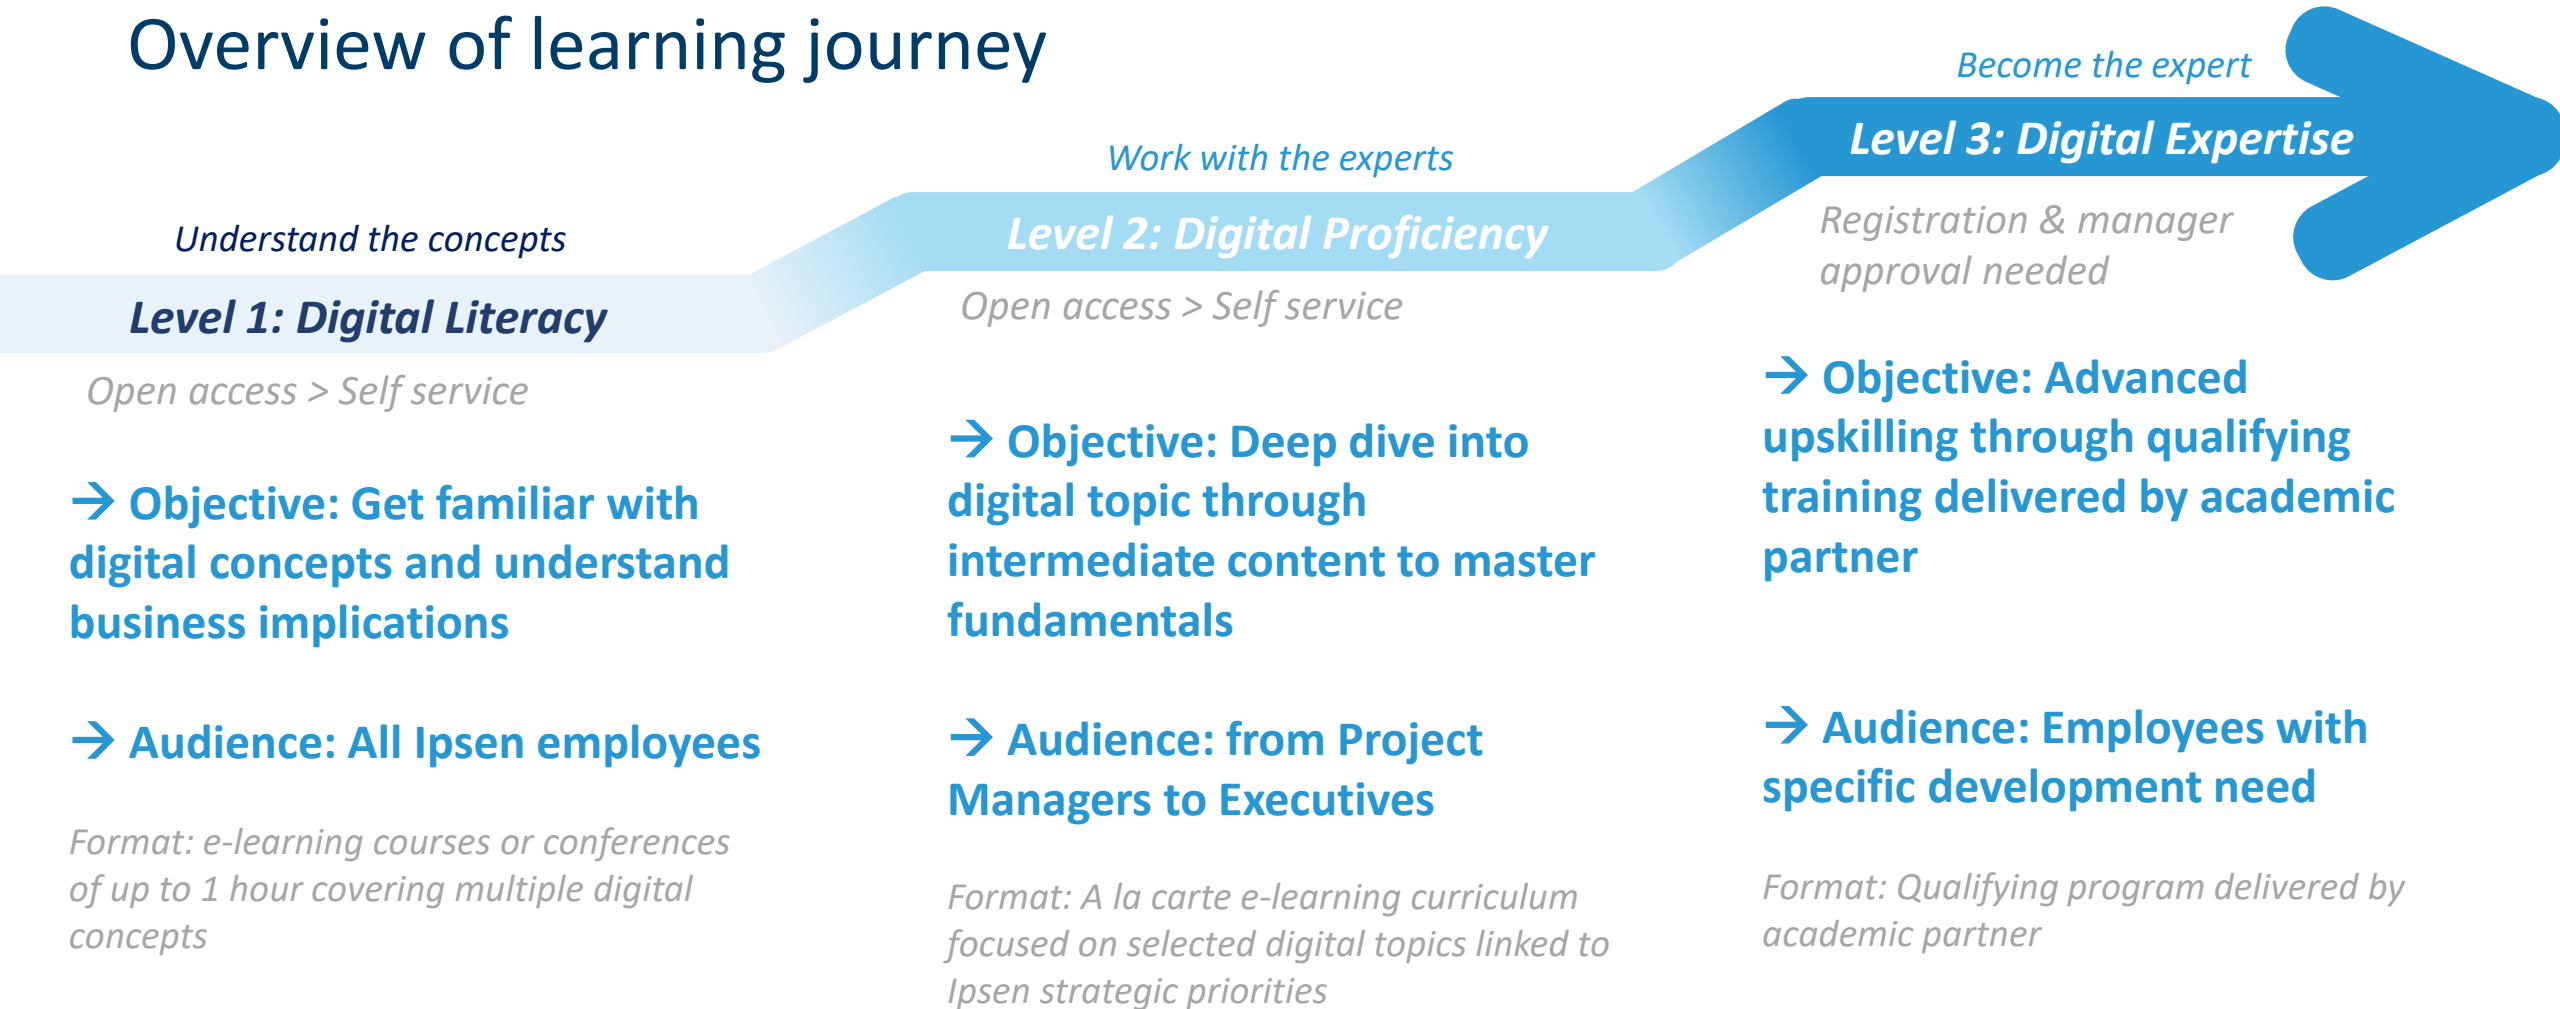 Overview of learning journey
Understand the concepts
Level 1: Digital Literacy
Open access > Self service
→ Objective: Get familiar with
digital concepts and understand
business implications
→ Audience: All Ipsen employees
Format: e-learning courses or conferences
of up to 1 hour covering multiple digital
concepts
Work with the experts
Level 2: Digital Proficiency
Open access > Self service
→ Objective: Deep dive into
digital topic through
intermediate content to master
fundamentals
→ Audience: from Project
Managers to Executives
Format: A la carte e-learning curriculum
focused on selected digital topics linked to
Ipsen strategic priorities
Become the expert
Level 3: Digital Expertise
Registration & manager
approval needed
→ Objective: Advanced
upskilling through qualifying
training delivered by academic
partner
→ Audience: Employees with
specific development need
Format: Qualifying program delivered by
academic partner